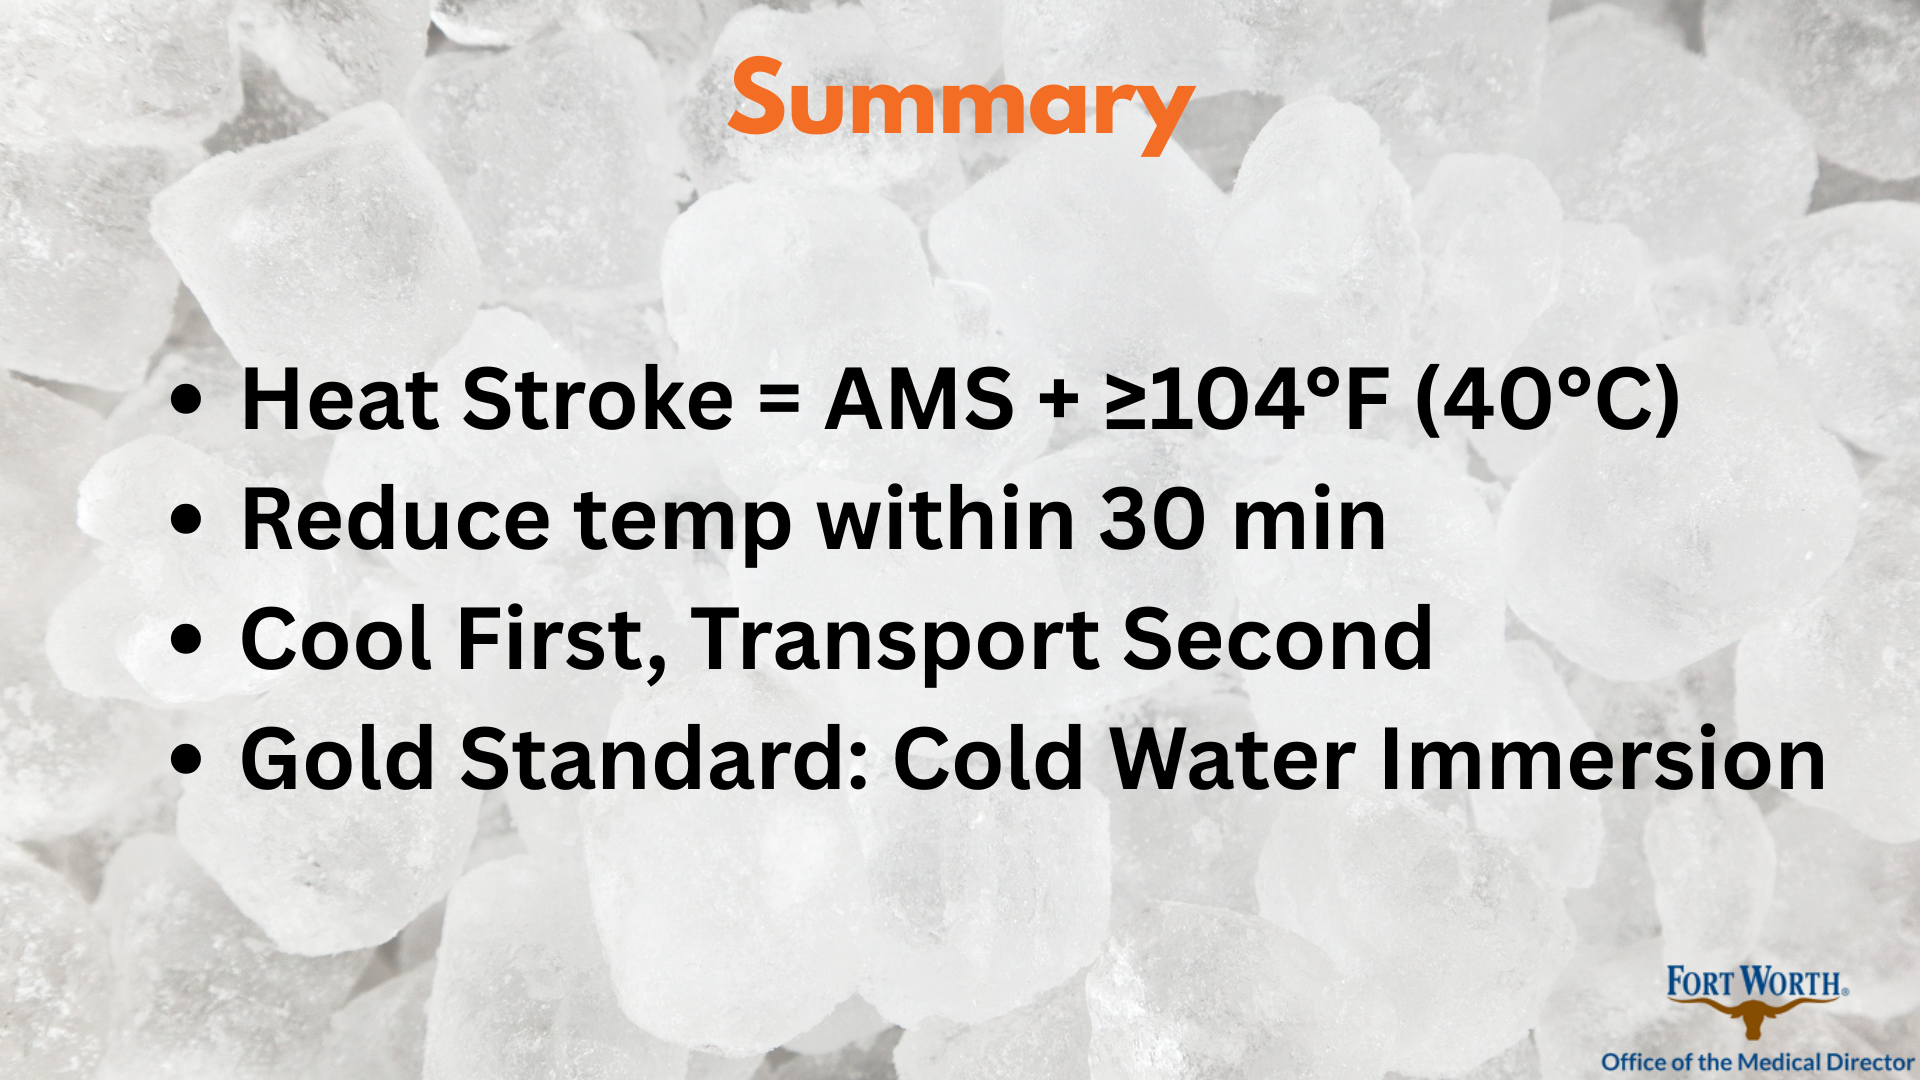 Summary
• Heat Stroke = AMS + ≥104°F (40°C)
• Reduce temp within 30 min
• Cool First, Transport Second
• Gold Standard: Cold Water Immersion
FORT WORTH®
Office of the Medical Director